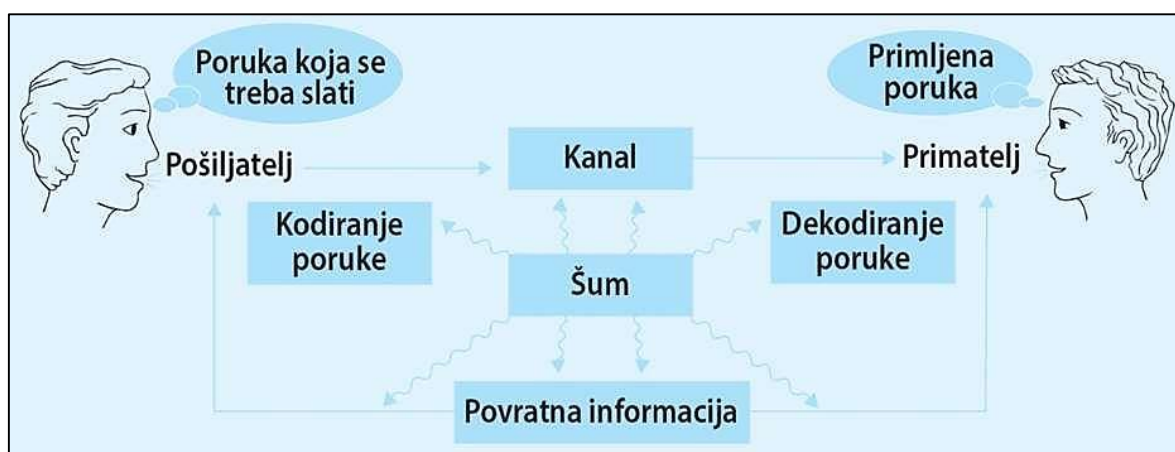 Poruka koja se
treba slati
Primljena
poruka
Pošiljatelj
Kanal
Primatelj
Kodiranje
poruke
Dekodiranje
poruke
Šum
Povratna informacija